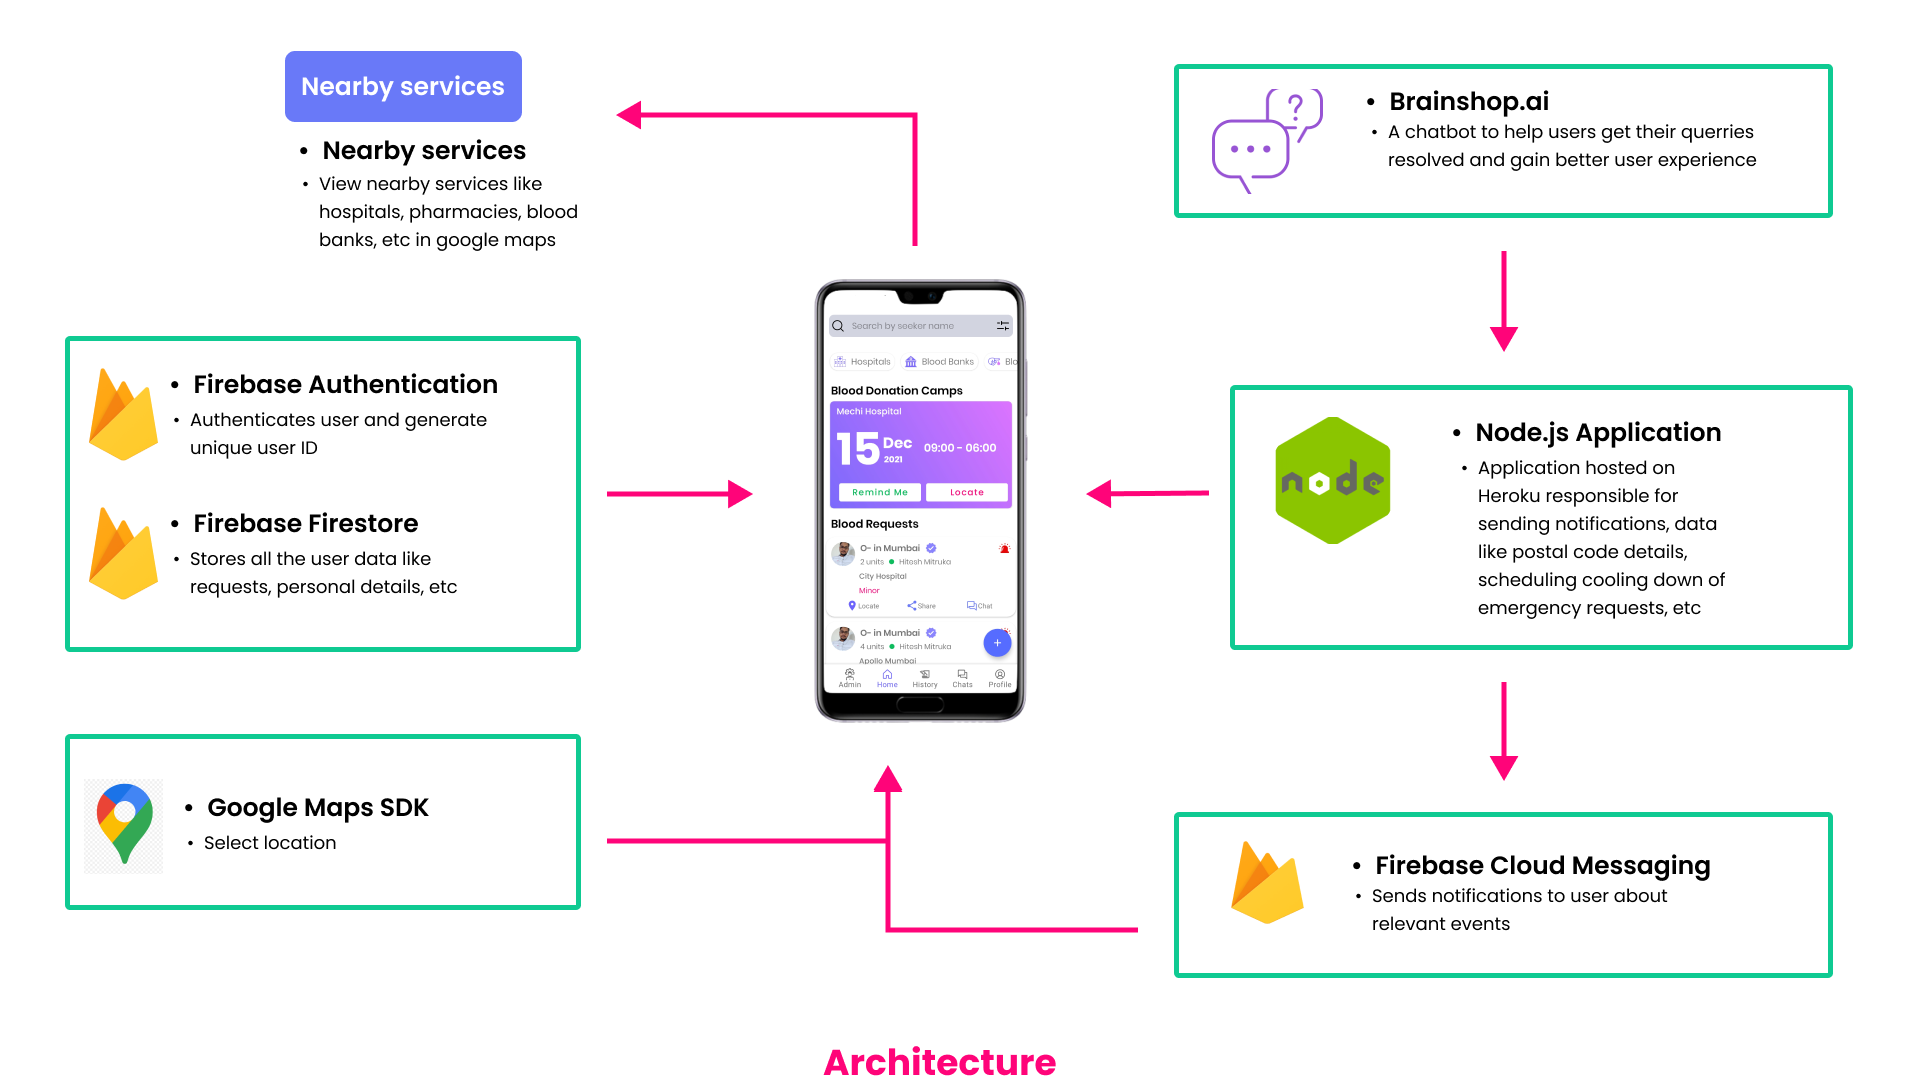 Nearby services
• Nearby services
• View nearby services like
hospitals, pharmacies, blood
banks, etc in google maps
• Brainshop.ai
• A chatbot to help users get their querries
resolved and gain better user experience
• Firebase Authentication
• Authenticates user and generate
unique user ID
• Firebase Firestore
• Stores all the user data like
requests, personal details, etc
Search by seeker name
Hospitals
Blood Banks
Blo
Blood Donation Camps
Mechi Hospital
15 Dec
2021
09:00 - 06:00
Remind Me
Locate
Blood Requests
O- in Mumbai
2 units
Hitesh Mitruka
City Hospital
Minor
Locate
Share
Chat
O- in Mumbai
4 units
Hitesh Mitruka
Apollo Mumbai
+
Admin
Home
History
Chats
Profile
node
• Node.js Application
• Application hosted on
Heroku responsible for
sending notifications, data
like postal code details,
scheduling cooling down of
emergency requests, etc
• Google Maps SDK
• Select location
• Firebase Cloud Messaging
• Sends notifications to user about
relevant events
Architecture